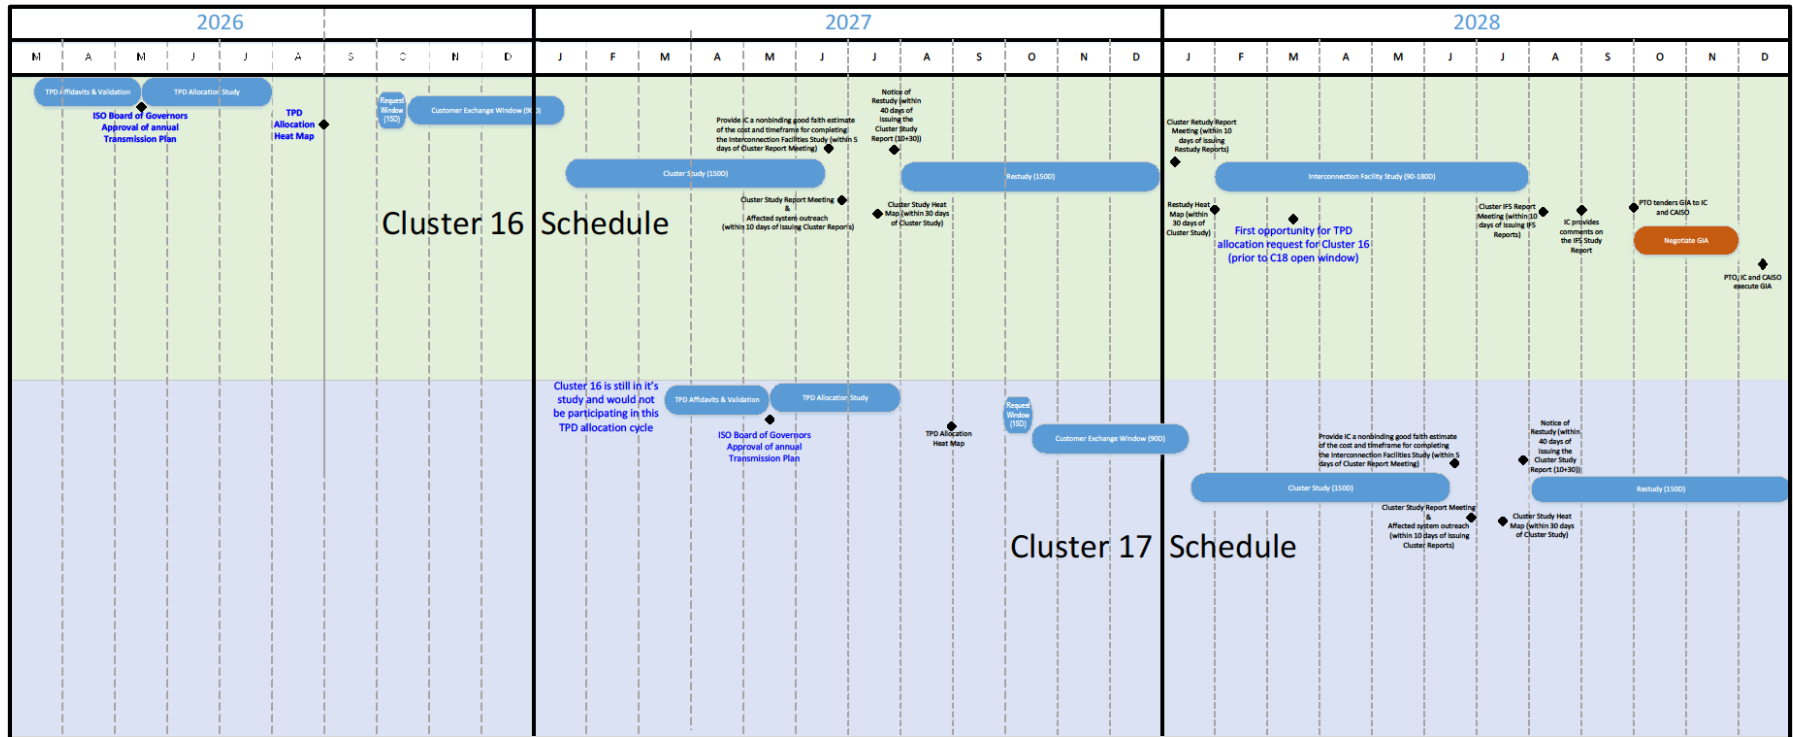 2026
2027
2028
M A M J J A S O N D J F M A M J J A S O N D J F M A M J J A S O N D
TPD Affidavits & Validation
TPD Allocation Study
ISO Board of Governors
Approval of annual
Transmission Plan
TPD
Allocation
Heat Map
Request
Window
(15D)
Customer Exchange Window (90D)
Provide IC a nonbinding good faith estimate
of the cost and timeframe for completing
the Interconnection Facilities Study (within 5
days of Cluster Report Meeting)
Notice of
Restudy (within
40 days of
issuing the
Cluster Study
Report (10+30))
Cluster Study (150D)
Restudy (150D)
Cluster Study Report Meeting
&
Affected system outreach
(within 10 days of issuing Cluster Reports)
Cluster Study Heat
Map (within 30 days
of Cluster Study)
Cluster 16 Schedule
Cluster Retudy Report
Meeting (within 10
days of issuing
Restudy Reports)
Interconnection Facility Study (90-180D)
Restudy Heat
Map (within
30 days of
Cluster Study)
First opportunity for TPD
allocation request for Cluster 16
(prior to C18 open window)
Cluster IFS Report
Meeting (within 10
days of issuing IFS
Reports)
IC provides
comments on
the IFS Study
Report
PTO tenders GIA to IC
and CAISO
Negotiate GIA
PTO, IC and CAISO
execute GIA
Cluster 16 is still in it's
study and would not
be participating in this
TPD allocation cycle
TPD Affidavits & Validation
TPD Allocation Study
ISO Board of Governors
Approval of annual
Transmission Plan
TPD Allocation
Heat Map
Request
Window
(15D)
Customer Exchange Window (90D)
Provide IC a nonbinding good faith estimate
of the cost and timeframe for completing
the Interconnection Facilities Study (within 5
days of Cluster Report Meeting)
Notice of
Restudy (within
40 days of
issuing the
Cluster Study
Report (10+30))
Cluster Study (150D)
Restudy (150D)
Cluster Study Report Meeting
&
Affected system outreach
(within 10 days of issuing
Cluster Reports)
Cluster Study Heat
Map (within 30 days
of Cluster Study)
Cluster 17 Schedule